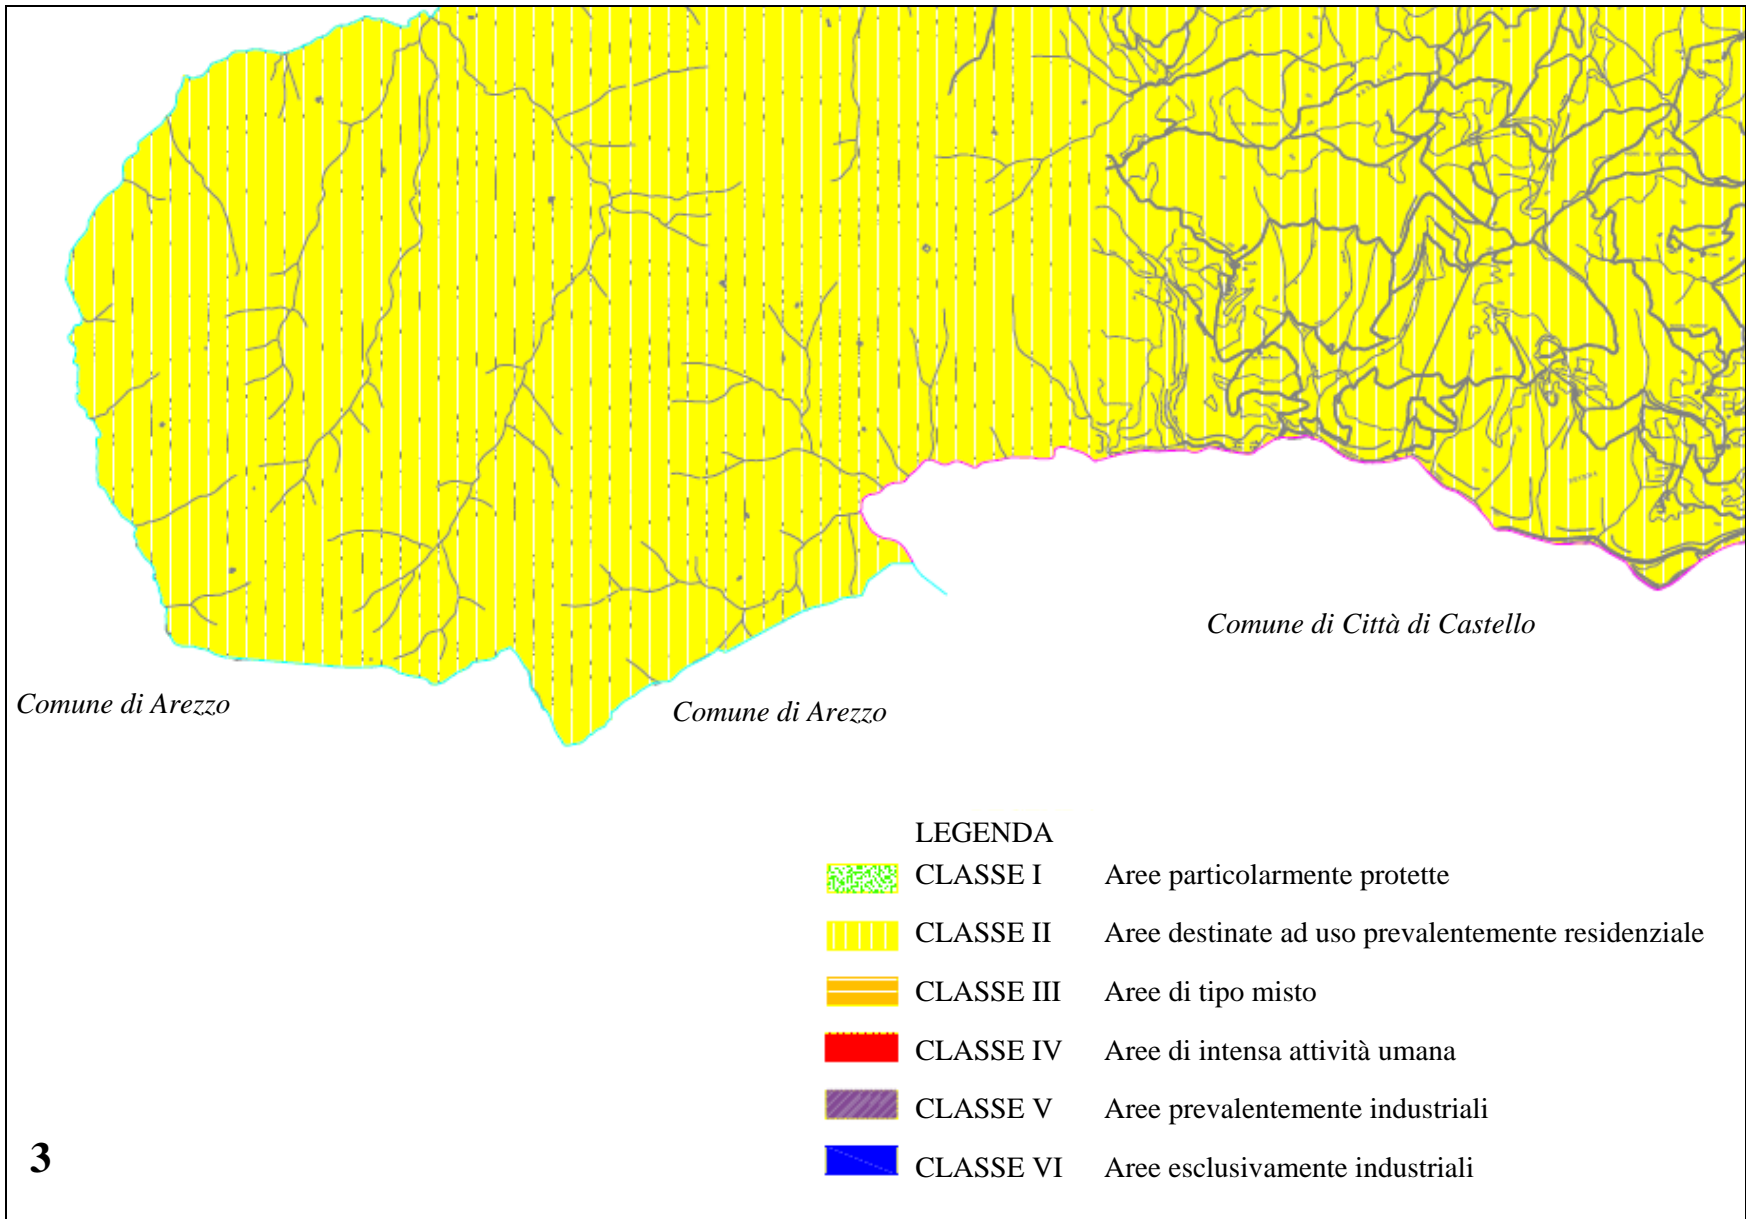 Comune di Città di Castello
Comune di Arezzo
Comune di Arezzo
LEGENDA
CLASSE I Aree particolarmente protette
CLASSE II Aree destinate ad uso prevalentemente residenziale
CLASSE III Aree di tipo misto
CLASSE IV Aree di intensa attività umana
CLASSE V Aree prevalentemente industriali
CLASSE VI Aree esclusivamente industriali
3